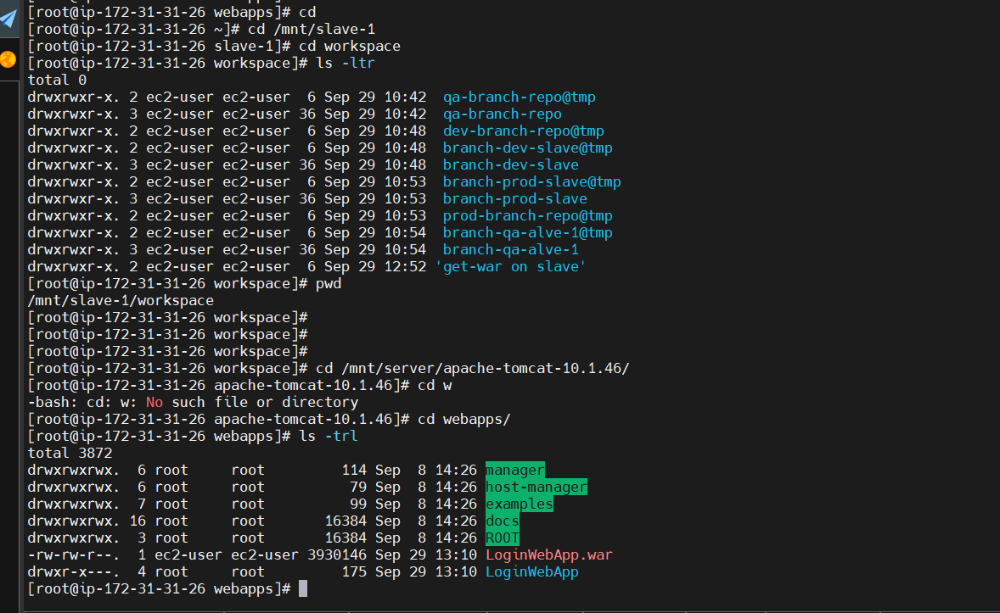 [root@ip-172-31-31-26 webapps]# cd
[root@ip-172-31-31-26 ~]# cd /mnt/slave-1
[root@ip-172-31-31-26 slave-1]# cd workspace
[root@ip-172-31-31-26 workspace]# ls -ltr
total 0
drwxrwxr-x. 2 ec2-user ec2-user  6 Sep 29 10:42  qa-branch-repo@tmp
drwxrwxr-x. 3 ec2-user ec2-user 36 Sep 29 10:42  qa-branch-repo
drwxrwxr-x. 2 ec2-user ec2-user  6 Sep 29 10:48  dev-branch-repo@tmp
drwxrwxr-x. 2 ec2-user ec2-user  6 Sep 29 10:48  branch-dev-slave@tmp
drwxrwxr-x. 3 ec2-user ec2-user 36 Sep 29 10:48  branch-dev-slave
drwxrwxr-x. 2 ec2-user ec2-user  6 Sep 29 10:53  branch-prod-slave@tmp
drwxrwxr-x. 3 ec2-user ec2-user 36 Sep 29 10:53  branch-prod-slave
drwxrwxr-x. 2 ec2-user ec2-user  6 Sep 29 10:53  prod-branch-repo@tmp
drwxrwxr-x. 2 ec2-user ec2-user  6 Sep 29 10:54  branch-qa-alve-1@tmp
drwxrwxr-x. 3 ec2-user ec2-user 36 Sep 29 10:54  branch-qa-alve-1
drwxrwxr-x. 2 ec2-user ec2-user  6 Sep 29 12:52 'get-war on slave'
[root@ip-172-31-31-26 workspace]# pwd
/mnt/slave-1/workspace
[root@ip-172-31-31-26 workspace]#
[root@ip-172-31-31-26 workspace]#
[root@ip-172-31-31-26 workspace]#
[root@ip-172-31-31-26 workspace]# cd /mnt/server/apache-tomcat-10.1.46/
[root@ip-172-31-31-26 apache-tomcat-10.1.46]# cd w
-bash: cd: w: No such file or directory
[root@ip-172-31-31-26 apache-tomcat-10.1.46]# cd webapps/
[root@ip-172-31-31-26 webapps]# ls -trl
total 3872
drwxrwxrwx.  6 root     root         114 Sep  8 14:26 manager
drwxrwxrwx.  6 root     root          79 Sep  8 14:26 host-manager
drwxrwxrwx.  7 root     root          99 Sep  8 14:26 examples
drwxrwxrwx. 16 root     root       16384 Sep  8 14:26 docs
drwxrwxrwx.  3 root     root       16384 Sep  8 14:26 ROOT
-rw-rw-r--.  1 ec2-user ec2-user 3930146 Sep 29 13:10 LoginWebApp.war
drwxr-x---.  4 root     root         175 Sep 29 13:10 LoginWebApp
[root@ip-172-31-31-26 webapps]#